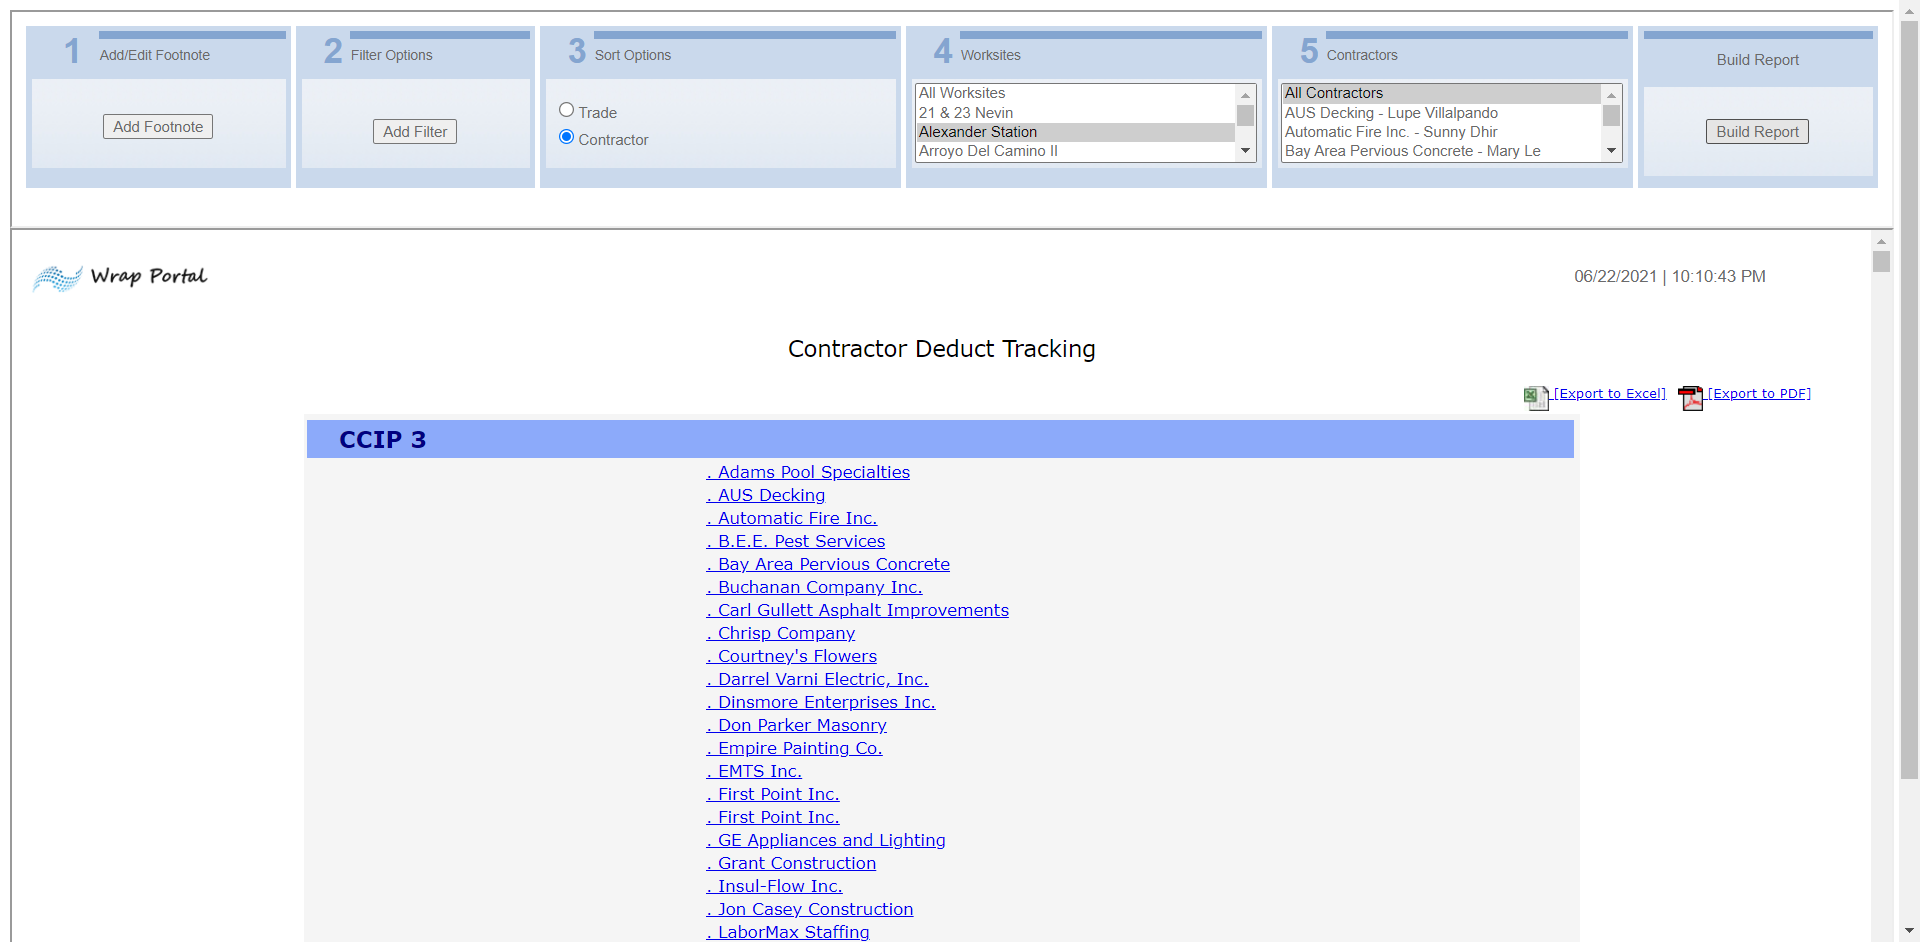 1 Add/Edit Footnote
Add Footnote
2 Filter Options
Add Filter
3 Sort Options
Trade
Contractor
4 Worksites
All Worksites
21 & 23 Nevin
Alexander Station
Arroyo Del Camino II
5 Contractors
All Contractors
AUS Decking - Lupe Villalpando
Automatic Fire Inc. - Sunny Dhir
Bay Area Pervious Concrete - Mary Le
Build Report
Build Report
Wrap Portal
06/22/2021 | 10:10:43 PM
Contractor Deduct Tracking
[Export to Excel] [Export to PDF]
CCIP 3
. Adams Pool Specialties
. AUS Decking
. Automatic Fire Inc.
. B.E.E. Pest Services
. Bay Area Pervious Concrete
. Buchanan Company Inc.
. Carl Gullett Asphalt Improvements
. Chrisp Company
. Courtney's Flowers
. Darrel Varni Electric, Inc.
. Dinsmore Enterprises Inc.
. Don Parker Masonry
. Empire Painting Co.
. EMTS Inc.
. First Point Inc.
. First Point Inc.
. GE Appliances and Lighting
. Grant Construction
. Insul-Flow Inc.
. Jon Casey Construction
. LaborMax Staffing